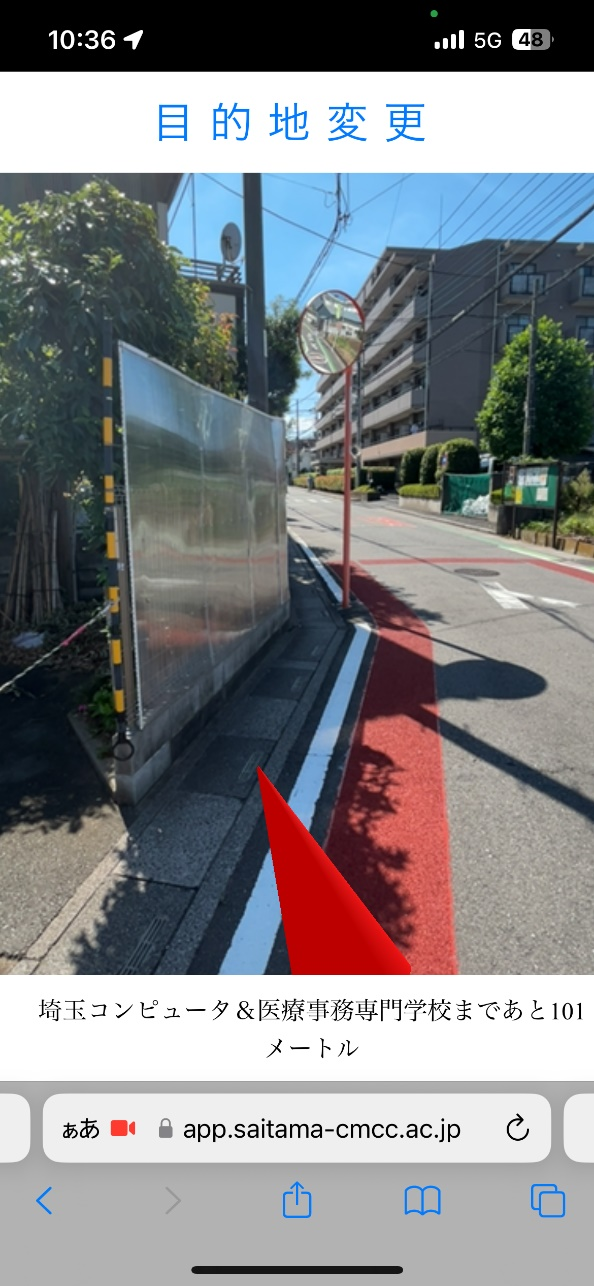 10:36
5G
48
目的地変更
埼玉コンピュータ＆医療事務専門学校まであと101
メートル
ぁあ
app.saitama-cmcc.ac.jp